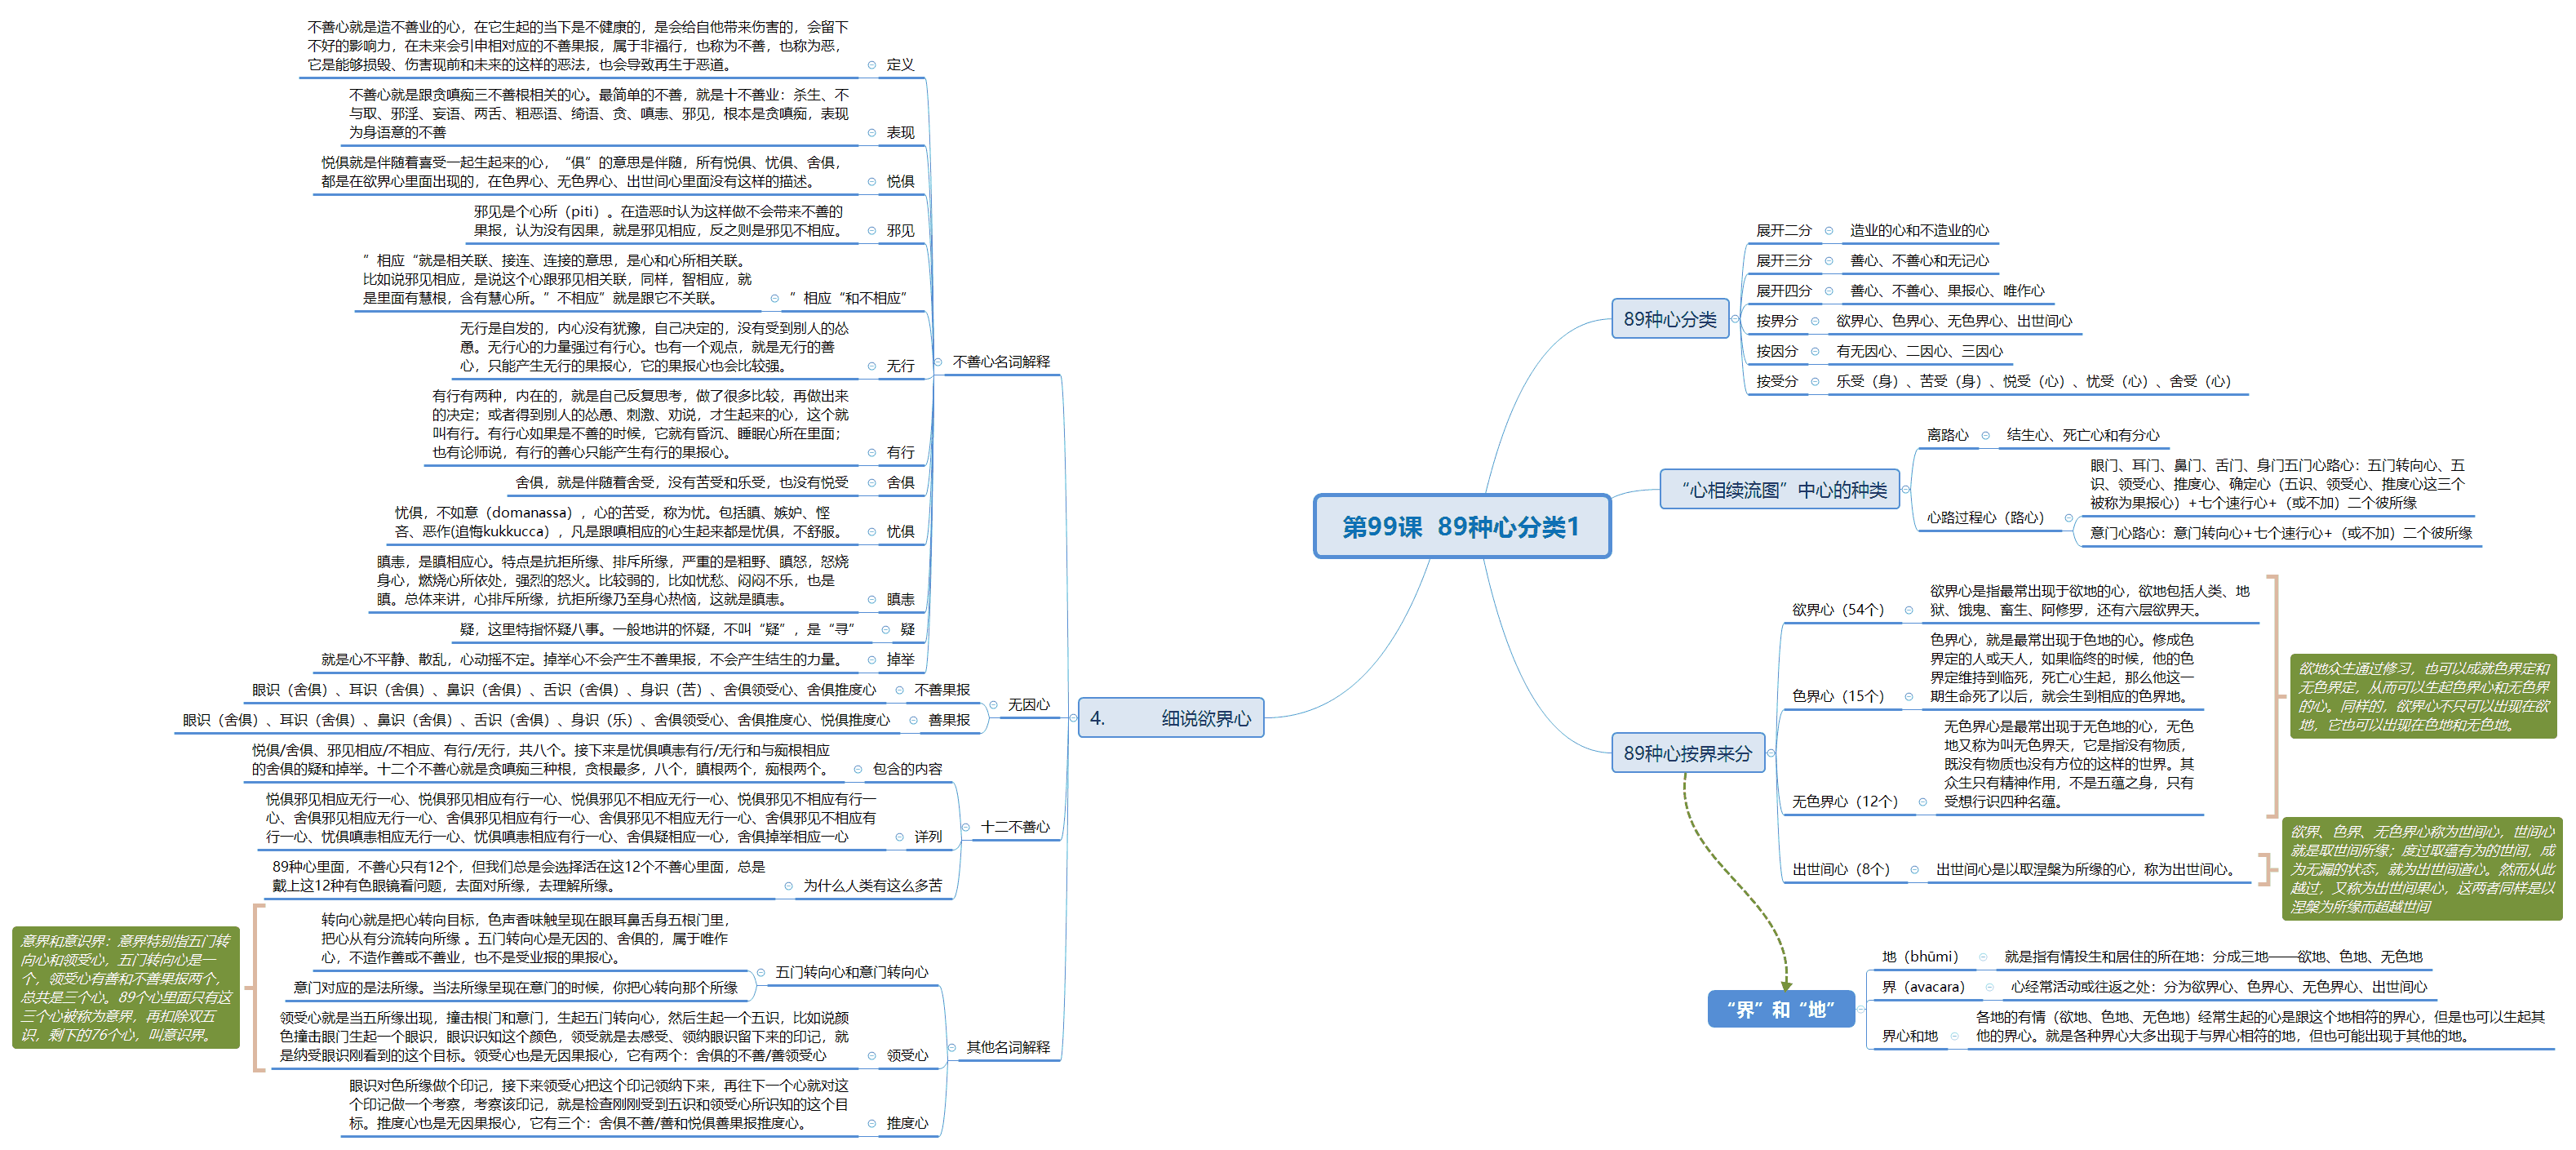 第99课 89种心分类1
89种心分类
展开二分
造业的心和不造业的心
展开三分
善心、不善心和无记心
展开四分
善心、不善心、果报心、唯作心
按界分
欲界心、色界心、无色界心、出世间心
按因分
有无因心、二因心、三因心
按受分
乐受（身）、苦受（身）、悦受（心）、忧受（心）、舍受（心）
“心相续流图”中心的种类
离路心
结生心、死亡心和有分心
心路过程心（路心）
眼门、耳门、鼻门、舌门、身门五门心路心：五门转向心、五
识、领受心、推度心、确定心（五识、领受心、推度心这三个
被称为果报心）+七个速行心+（或不加）二个彼所缘
意门心路心：意门转向心+七个速行心+（或不加）二个彼所缘
89种心按界来分
欲界心（54个）
欲界心是指最常出现于欲地的心，欲地包括人类、地
狱、饿鬼、畜生、阿修罗，还有六层欲界天。
色界心（15个）
色界心，就是最常出现于色地的心。修成色
界定的人或天人，如果临终的时候，他的色
界定维持到临死，死亡心生起，那么他这一
期生命死了以后，就会生到相应的色界地。
无色界心（12个）
无色界心是最常出现于无色地的心，无色
地又称为叫无色界天，它是指没有物质，
既没有物质也没有方位的这样的世界。其
众生只有精神作用，不是五蕴之身，只有
受想行识四种名蕴。
出世间心（8个）
出世间心是以取涅槃为所缘的心，称为出世间心。
欲地众生通过修习，也可以成就色界定和
无色界定，从而可以生起色界心和无色界
的心。同样的，欲界心不只可以出现在欲
地，它也可以出现在色地和无色地。
欲界、色界、无色界心称为世间心，世间心
就是取世间所缘；度过取蕴有为的世间，成
为无漏的状态，就为出世间道心。然而从此
越过，又称为出世间果心，这两者同样是以
涅槃为所缘而超越世间
“界”和“地”
地（bhūmi）
就是指有情投生和居住的所在地：分成三地——欲地、色地、无色地
界（avacara）
心经常活动或往返之处：分为欲界心、色界心、无色界心、出世间心
界心和地
各地的有情（欲地、色地、无色地）经常生起的心是跟这个地相符的界心，但是也可以生起其
他的界心。就是各种界心大多出现于与界心相符的地，但也可能出现于其他的地。
4. 细说欲界心
不善心名词解释
定义
不善心就是造不善业的心，在它生起的当下是不健康的，是会给自他带来伤害的，会留下
不好的影响力，在未来会引申相对应的不善果报，属于非福行，也称为不善，也称为恶，
它是能够损毁、伤害现前和未来的这样的恶法，也会导致再生于恶道。
表现
不善心就是跟贪嗔痴三不善根相关的心。最简单的不善，就是十不善业：杀生、不
与取、邪淫、妄语、两舌、粗恶语、绮语、贪、嗔恚、邪见，根本是贪嗔痴，表现
为身语意的不善
悦俱
悦俱就是伴随着喜受一起生起来的心，“俱”的意思是伴随，所有悦俱、忧俱、舍俱，
都是在欲界心里面出现的，在色界心、无色界心、出世间心里面没有这样的描述。
邪见
邪见是个心所（piti）。在造恶时认为这样做不会带来不善的
果报，认为没有因果，就是邪见相应，反之则是邪见不相应。
”相应“和不相应”
”相应“就是相关联、接连、连接的意思，是心和心所相关联。
比如说邪见相应，是说这个心跟邪见相关联，同样，智相应，就
是里面有慧根，含有慧心所。”不相应”就是跟它不关联。
无行
无行是自发的，内心没有犹豫，自己决定的，没有受到别人的怂
恿。无行心的力量强过有行心。也有一个观点，就是无行的善
心，只能产生无行的果报心，它的果报心也会比较强。
有行
有行有两种，内在的，就是自己反复思考，做了很多比较，再做出来
的决定；或者得到别人的怂恿、刺激、劝说，才生起来的心，这个就
叫有行。有行心如果是不善的时候，它就有昏沉、睡眠心所在里面；
也有论师说，有行的善心只能产生有行的果报心。
舍俱
舍俱，就是伴随着舍受，没有苦受和乐受，也没有悦受
忧俱
忧俱，不如意（domanassa），心的苦受，称为忧。包括瞋、嫉妒、悭
吝、恶作(追悔kukkucca），凡是跟嗔相应的心生起来都是忧俱，不舒服。
瞋恚
瞋恚，是瞋相应心。特点是抗拒所缘、排斥所缘，严重的是粗野、瞋怒，怒烧
身心，燃烧心所依处，强烈的怒火。比较弱的，比如忧愁、闷闷不乐，也是
瞋。总体来讲，心排斥所缘，抗拒所缘乃至身心热恼，这就是瞋恚。
疑
疑，这里特指怀疑八事。一般地讲的怀疑，不叫“疑”，是“寻”
掉举
就是心不平静、散乱，心动摇不定。掉举心不会产生不善果报，不会产生结生的力量。
无因心
不善果报
眼识（舍俱）、耳识（舍俱）、鼻识（舍俱）、舌识（舍俱）、身识（苦）、舍俱领受心、舍俱推度心
善果报
眼识（舍俱）、耳识（舍俱）、鼻识（舍俱）、舌识（舍俱）、身识（乐）、舍俱领受心、舍俱推度心、悦俱推度心
十二不善心
包含的内容
悦俱/舍俱、邪见相应/不相应、有行/无行，共八个。接下来是忧俱嗔恚有行/无行和与痴根相应
的舍俱的疑和掉举。十二个不善心就是贪嗔痴三种根，贪根最多，八个，瞋根两个，痴根两个。
详列
悦俱邪见相应无行一心、悦俱邪见相应有行一心、悦俱邪见不相应无行一心、悦俱邪见不相应有行一
心、舍俱邪见相应无行一心、舍俱邪见相应有行一心、舍俱邪见不相应无行一心、舍俱邪见不相应有
行一心、忧俱嗔恚相应无行一心、忧俱嗔恚相应有行一心、舍俱疑相应一心，舍俱掉举相应一心
为什么人类有这么多苦
89种心里面，不善心只有12个，但我们总是会选择活在这12个不善心里面，总是
戴上这12种有色眼镜看问题，去面对所缘，去理解所缘。
其他名词解释
五门转向心和意门转向心
转向心就是把心转向目标，色声香味触呈现在眼耳鼻舌身五根门里，
把心从有分流转向所缘 。五门转向心是无因的、舍俱的，属于唯作
心，不造作善或不善业，也不是受业报的果报心。
意门对应的是法所缘。当法所缘呈现在意门的时候，你把心转向那个所缘
领受心
领受心就是当五所缘出现，撞击根门和意门，生起五门转向心，然后生起一个五识，比如说颜
色撞击眼门生起一个眼识，眼识识知这个颜色，领受就是去感受、领纳眼识留下来的印记，就
是纳受眼识刚看到的这个目标。领受心也是无因果报心，它有两个：舍俱的不善/善领受心
推度心
眼识对色所缘做个印记，接下来领受心把这个印记领纳下来，再往下一个心就对这
个印记做一个考察，考察该印记，就是检查刚刚受到五识和领受心所识知的这个目
标。推度心也是无因果报心，它有三个：舍俱不善/善和悦俱善果报推度心。
意界和意识界：意界特别指五门转
向心和领受心，五门转向心是一
个，领受心有善和不善果报两个，
总共是三个心。89个心里面只有这
三个心被称为意界，再扣除双五
识，剩下的76个心，叫意识界。